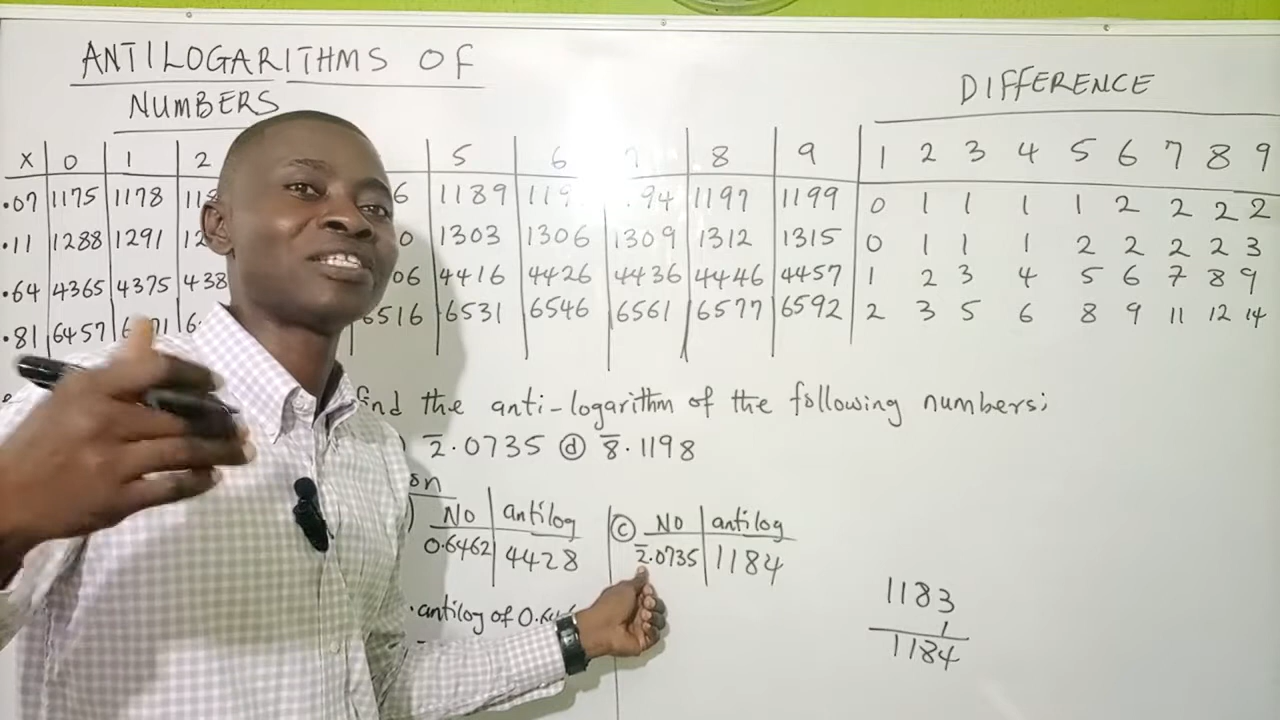 ANTILOGARITHMS OF
NUMBERS
DIFFERENCE
x 0 1 2 5 6 8 9 1 2 3 4 5 6 7 8 9
.07 1175 1178 1189 1197 1199 0 1 1 1 1 2 2 2 2
.11 1288 1291 1303 1306 1309 1312 1315 0 1 1 1 2 2 2 2 3
.64 4365 4375 4416 4426 4436 4446 4457 1 2 3 4 5 6 7 8 9
.81 6457 6516 6531 6546 6561 6577 6592 2 3 5 6 8 9 11 12 14
find the anti-logarithm of the following numbers;
2̅.0735 ⓓ 8̅.1198
No antilog
0.6462 4428
ⓒ No antilog
2̅.0735 1184
.antilog of
1183
1
1184